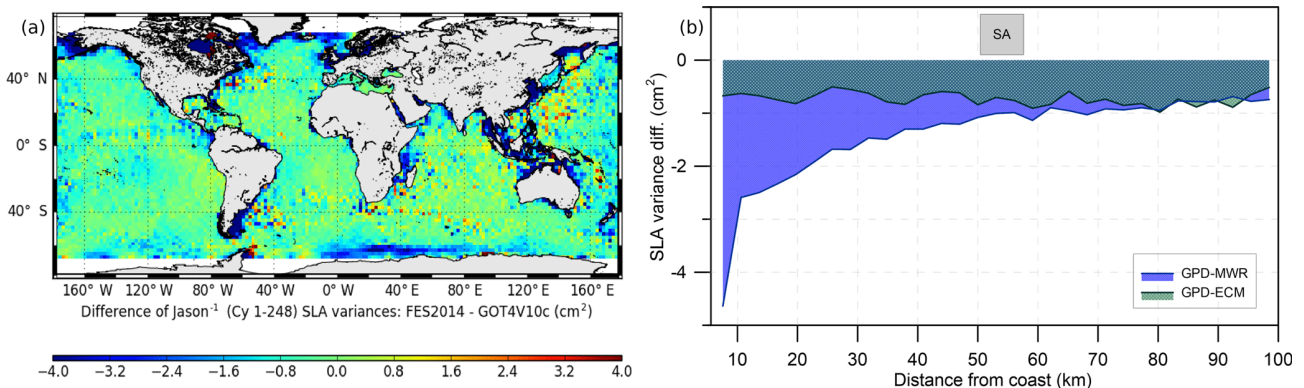 (a)
40° N
0° S
40° S
160° W 120° W 80° W 40° W 0° W 40° E 80° E 120° E 160° E
Difference of Jason⁻¹ (Cy 1-248) SLA variances: FES2014 - GOT4V10c (cm²)
−4.0 −3.2 −2.4 −1.6 −0.8 0.0 0.8 1.6 2.4 3.2 4.0
(b)
SA
SLA variance diff. (cm²)
0
-2
-4
GPD-MWR
GPD-ECM
10 20 30 40 50 60 70 80 90 100
Distance from coast (km)